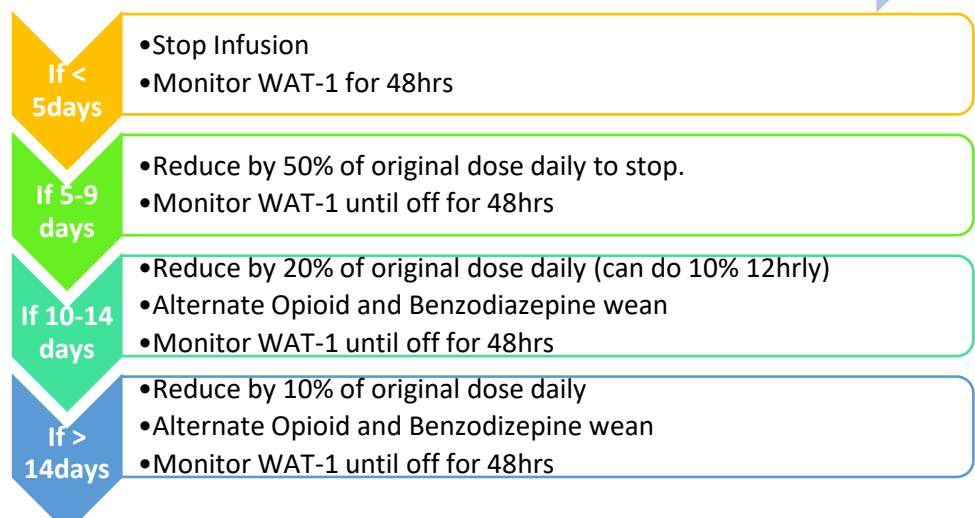 If <
5days
•Stop Infusion
•Monitor WAT-1 for 48hrs
If 5-9
days
•Reduce by 50% of original dose daily to stop.
•Monitor WAT-1 until off for 48hrs
If 10-14
days
•Reduce by 20% of original dose daily (can do 10% 12hrly)
•Alternate Opioid and Benzodiazepine wean
•Monitor WAT-1 until off for 48hrs
If >
14days
•Reduce by 10% of original dose daily
•Alternate Opioid and Benzodizepine wean
•Monitor WAT-1 until off for 48hrs